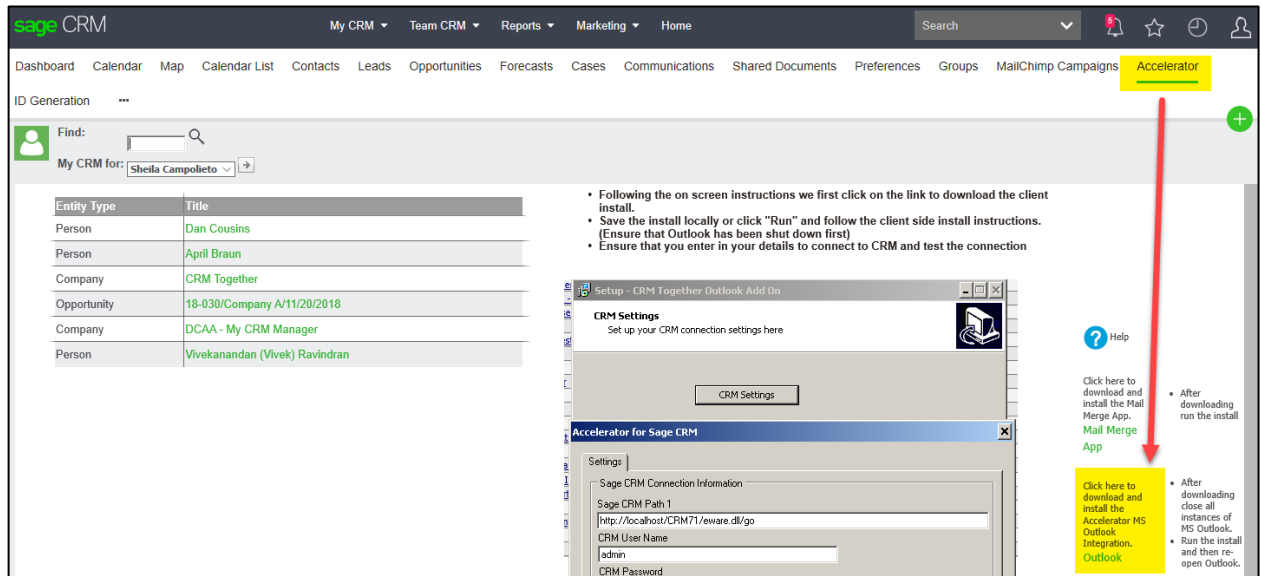 sage CRM
My CRM
Team CRM
Reports
Marketing
Home
Search
5
Dashboard
Calendar
Map
Calendar List
Contacts
Leads
Opportunities
Forecasts
Cases
Communications
Shared Documents
Preferences
Groups
MailChimp Campaigns
Accelerator
ID Generation
...
Find:
My CRM for: Sheila Campolieto
Entity Type Title
Person Dan Cousins
Person April Braun
Company CRM Together
Opportunity 18-030/Company A/11/20/2018
Company DCAA - My CRM Manager
Person Vivekanandan (Vivek) Ravindran
• Following the on screen instructions we first click on the link to download the client
install.
• Save the install locally or click "Run" and follow the client side install instructions.
(Ensure that Outlook has been shut down first)
• Ensure that you enter in your details to connect to CRM and test the connection
Setup - CRM Together Outlook Add On
CRM Settings
Set up your CRM connection settings here
CRM Settings
Accelerator for Sage CRM
Settings
Sage CRM Connection Information
Sage CRM Path 1
http://localhost/CRM71/eware.dll/go
CRM User Name
admin
CRM Password
? Help
Click here to
download and
install the Mail
Merge App.
Mail Merge
App
• After
downloading
run the install
Click here to
download and
install the
Accelerator MS
Outlook
Integration.
Outlook
• After
downloading
close all
instances of
MS Outlook.
• Run the install
and then re-
open Outlook.